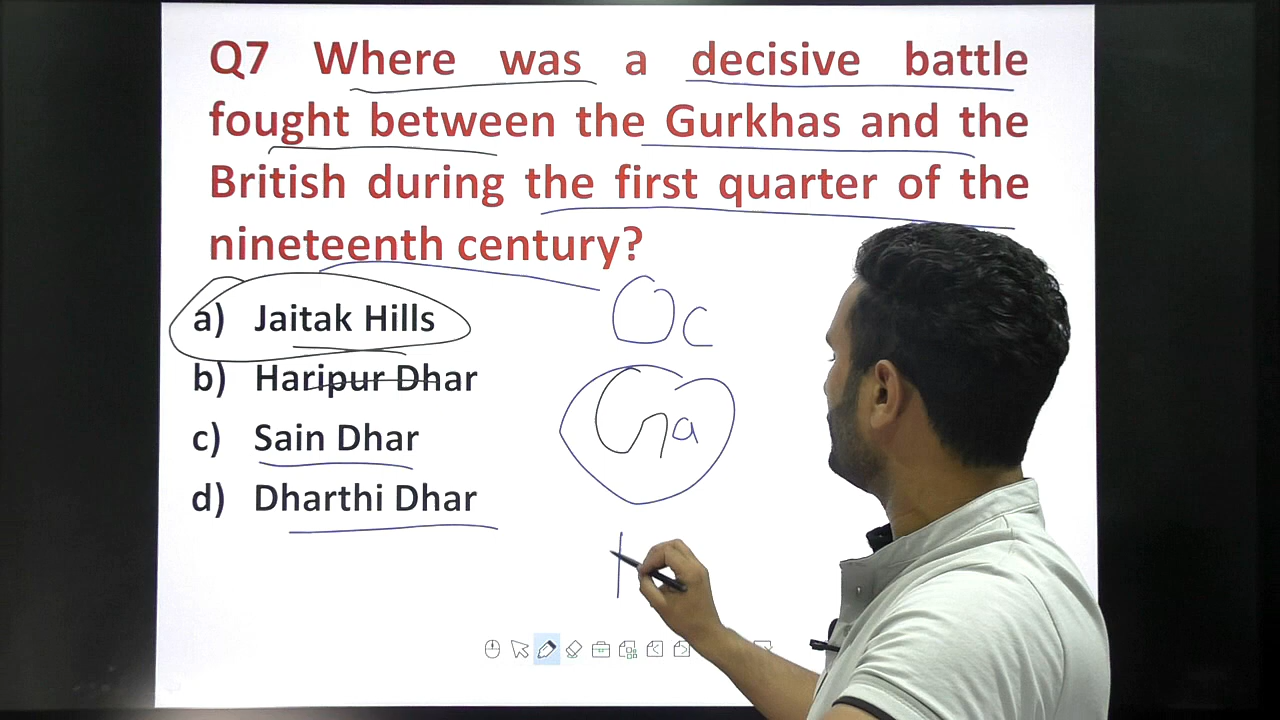 Q7 Where was a decisive battle
fought between the Gurkhas and the
British during the first quarter of the
nineteenth century?
a) Jaitak Hills
b) Haripur Dhar
c) Sain Dhar
d) Dharthi Dhar